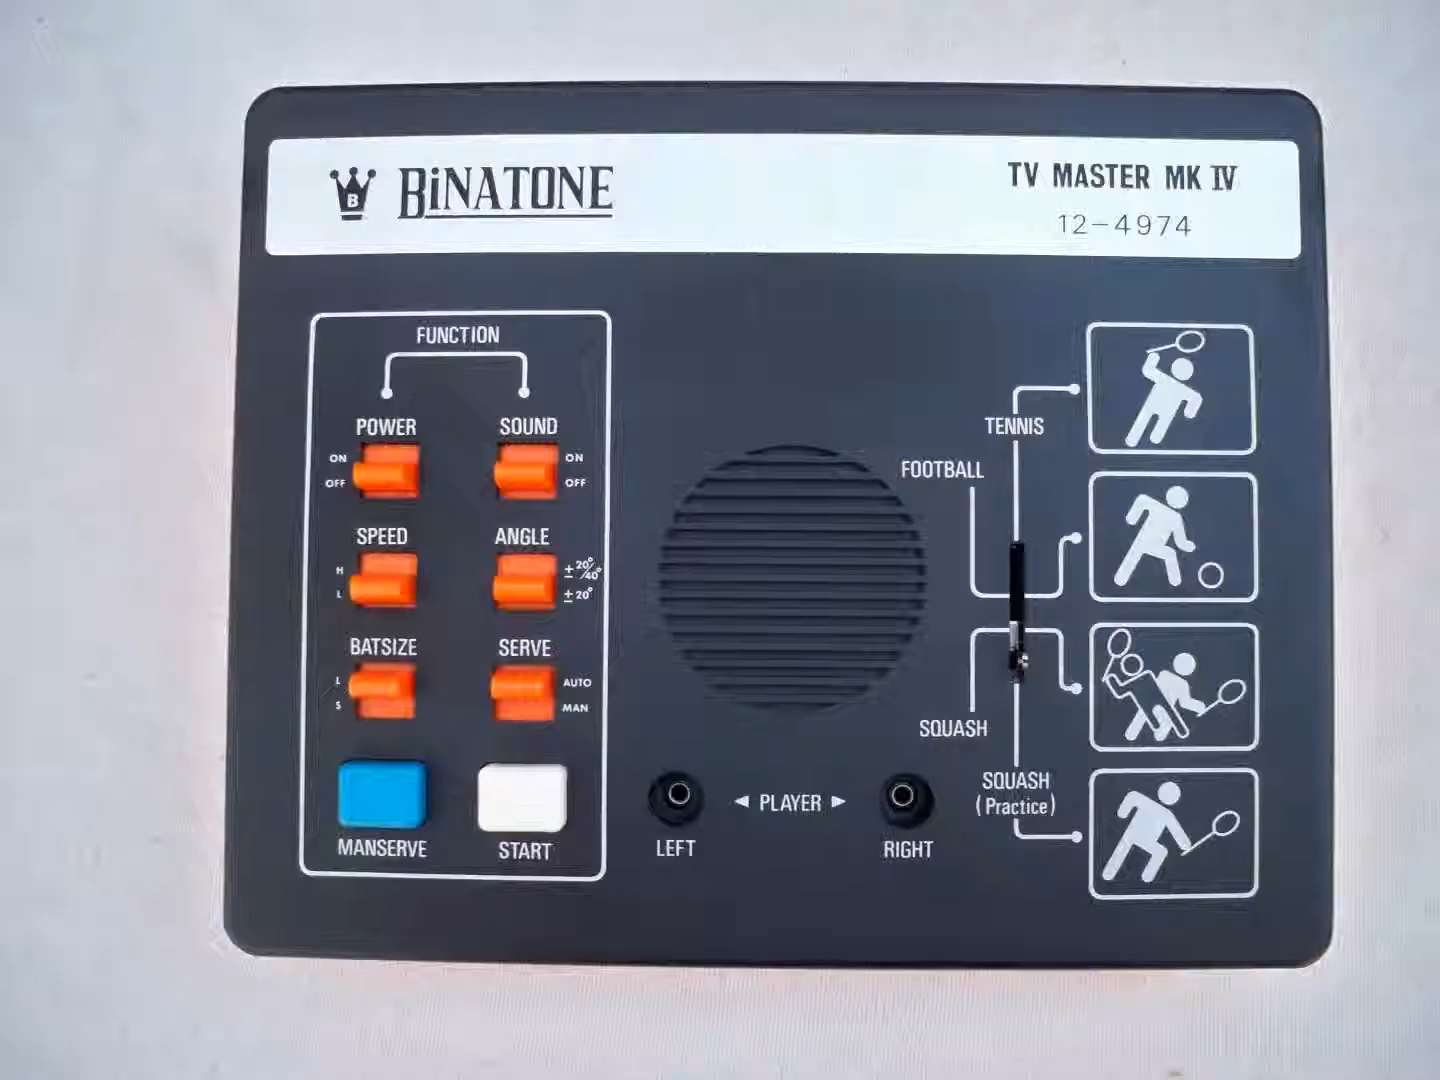 B BiNATONE
TV MASTER MK IV
12-4974
FUNCTION
POWER
ON
OFF
SOUND
ON
OFF
SPEED
H
L
ANGLE
± 20°/40°
± 20°
BATSIZE
L
S
SERVE
AUTO
MAN
MANSERVE
START
◄ PLAYER ►
LEFT
RIGHT
TENNIS
FOOTBALL
SQUASH
SQUASH
(Practice)